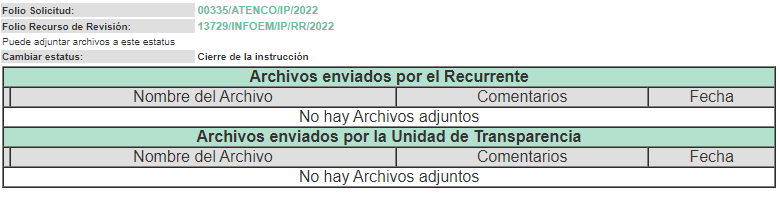 Folio Solicitud: 00335/ATENCO/IP/2022
Folio Recurso de Revisión: 13729/INFOEM/IP/RR/2022
Puede adjuntar archivos a este estatus
Cambiar estatus: Cierre de la instrucción
Archivos enviados por el Recurrente
Nombre del Archivo Comentarios Fecha
No hay Archivos adjuntos
Archivos enviados por la Unidad de Transparencia
Nombre del Archivo Comentarios Fecha
No hay Archivos adjuntos